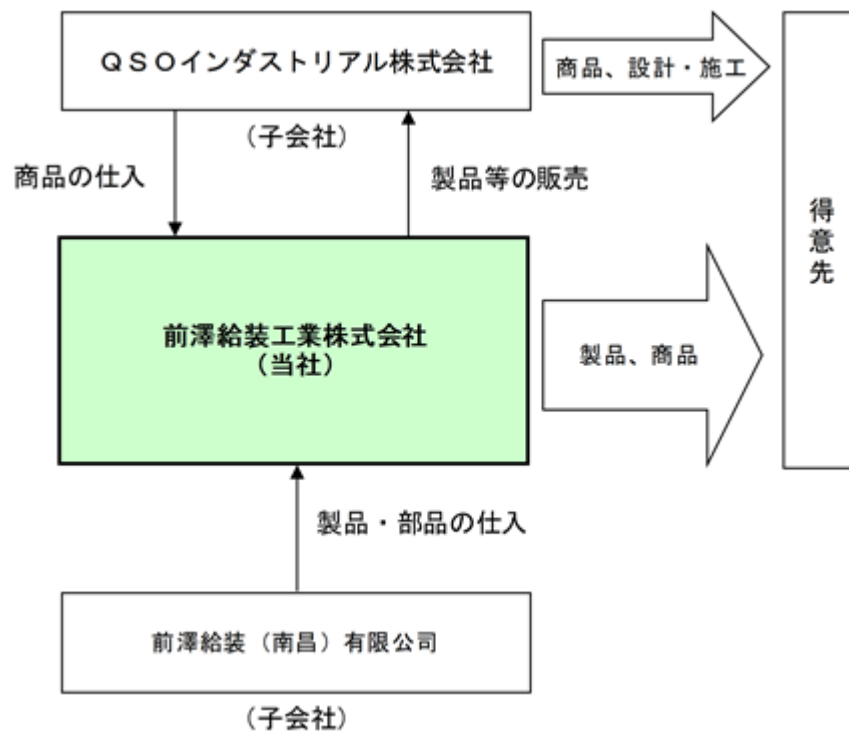 ＱＳＯインダストリアル株式会社
商品、設計・施工
（子会社）
商品の仕入
製品等の販売
得意先
前澤給装工業株式会社
（当社）
製品、商品
製品・部品の仕入
前澤給装（南昌）有限公司
（子会社）